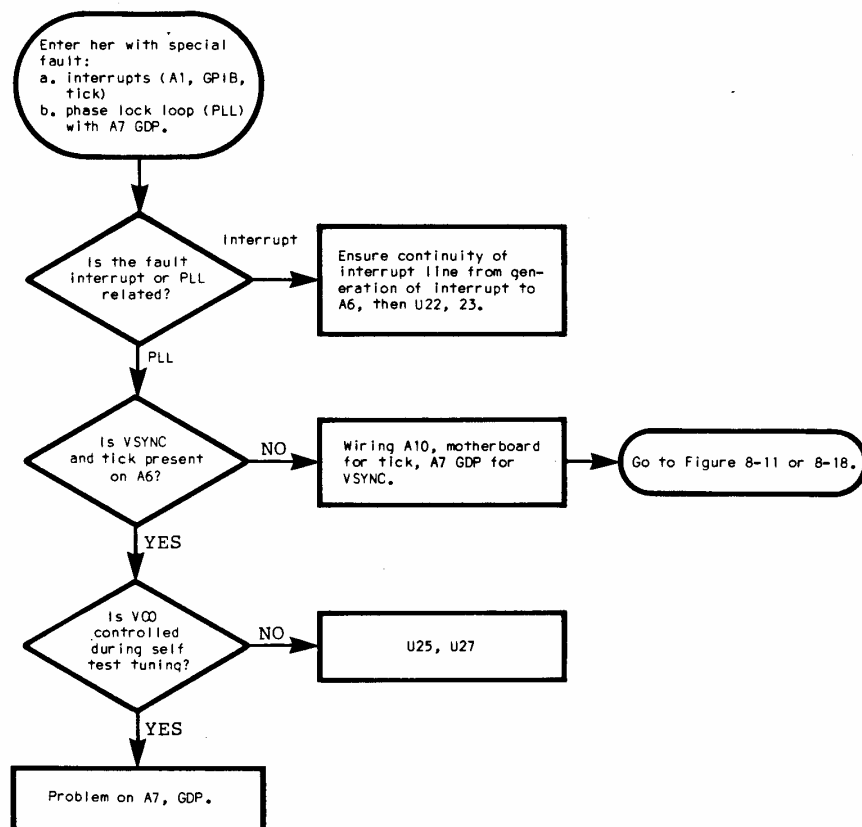 Enter her with special
fault:
a. interrupts (A1, GPIB,
tick)
b. phase lock loop (PLL)
with A7 GDP.
Is the fault
interrupt or PLL
related?
Interrupt
Ensure continuity of
interrupt line from gen-
eration of interrupt to
A6, then U22, 23.
PLL
Is VSYNC
and tick present
on A6?
NO
Wiring A10, motherboard
for tick, A7 GDP for
VSYNC.
Go to Figure 8-11 or 8-18.
YES
Is VCO
controlled
during self
test tuning?
NO
U25, U27
YES
Problem on A7, GDP.